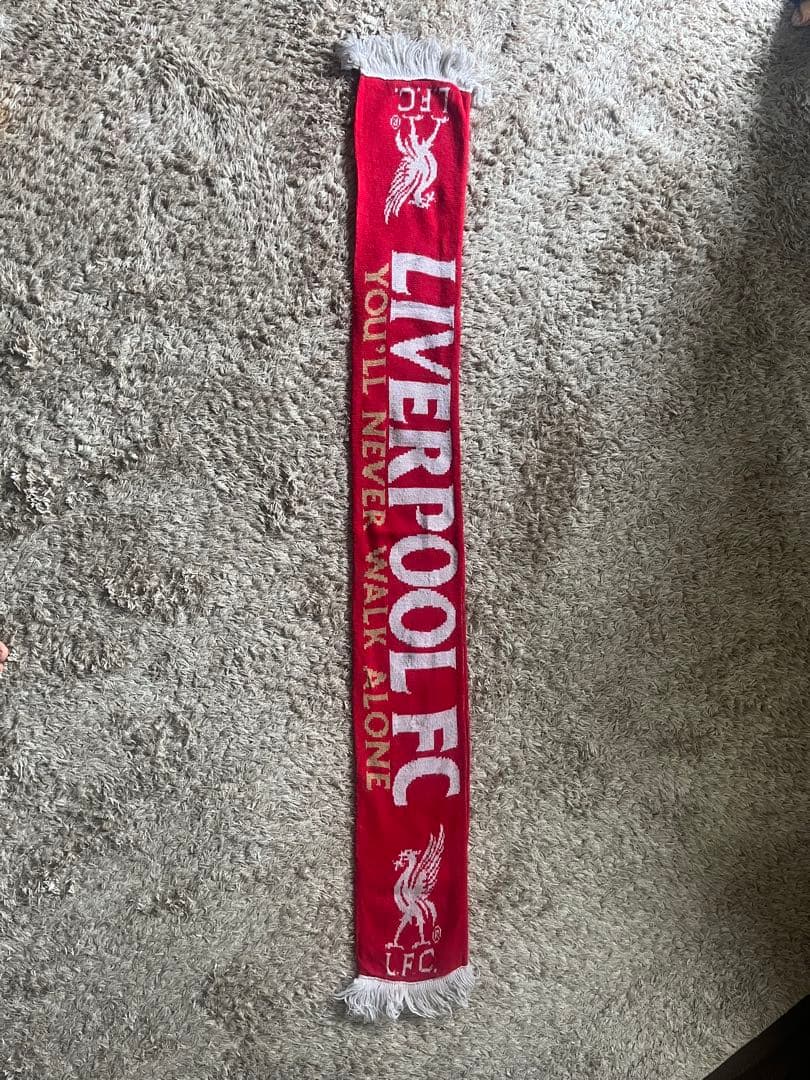 L.F.C.
®
LIVERPOOL FC
YOU'LL NEVER WALK ALONE
®
L.F.C.